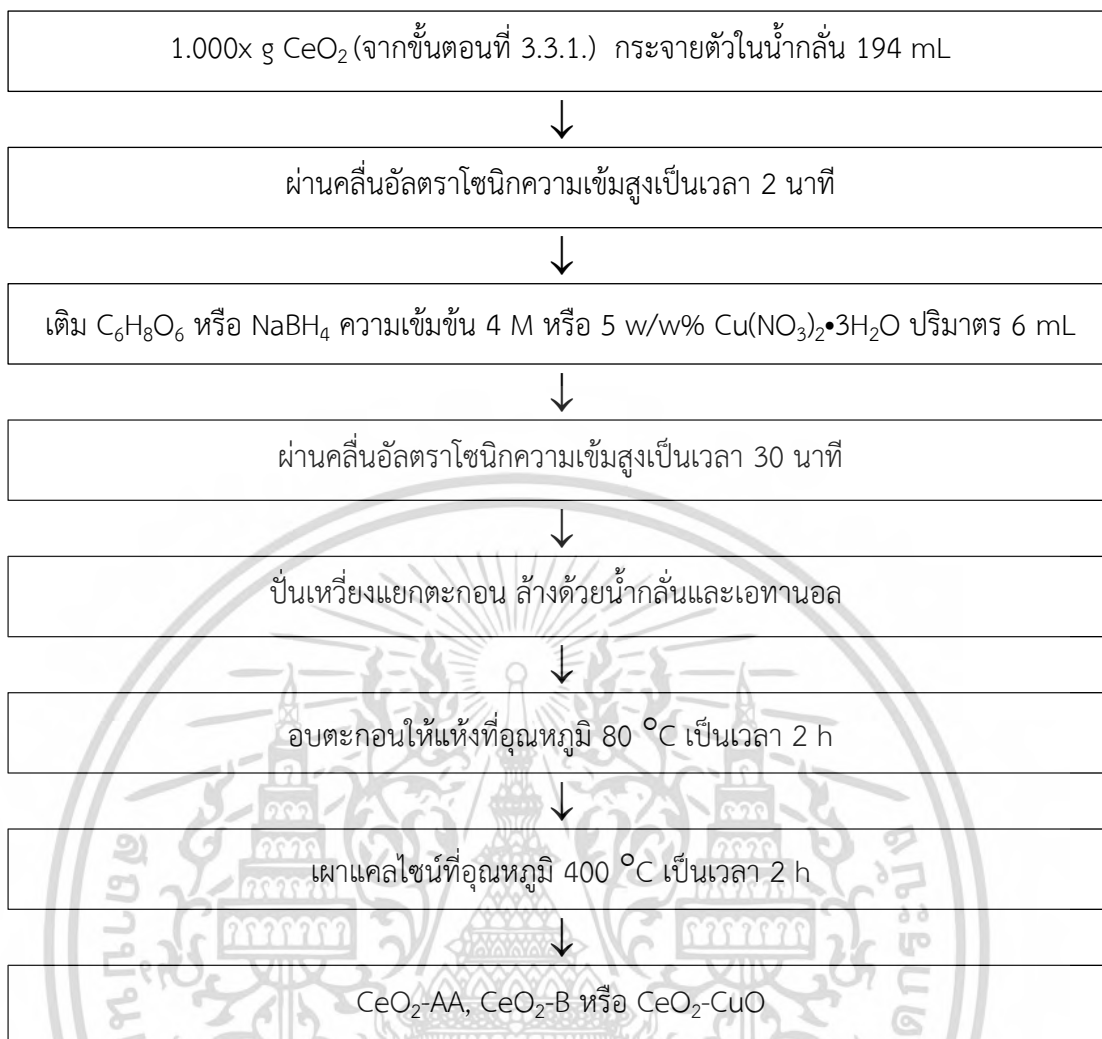 1.000x g CeO₂ (จากขั้นตอนที่ 3.3.1.) กระจายตัวในน้ำกลั่น 194 mL
↓
ผ่านคลื่นอัลตราโซนิกความเข้มสูงเป็นเวลา 2 นาที
↓
เติม C₆H₈O₆ หรือ NaBH₄ ความเข้มข้น 4 M หรือ 5 w/w% Cu(NO₃)₂•3H₂O ปริมาตร 6 mL
↓
ผ่านคลื่นอัลตราโซนิกความเข้มสูงเป็นเวลา 30 นาที
↓
ปั่นเหวี่ยงแยกตะกอน ล้างด้วยน้ำกลั่นและเอทานอล
↓
อบตะกอนให้แห้งที่อุณหภูมิ 80 °C เป็นเวลา 2 h
↓
เผาแคลไซน์ที่อุณหภูมิ 400 °C เป็นเวลา 2 h
↓
CeO₂-AA, CeO₂-B หรือ CeO₂-CuO